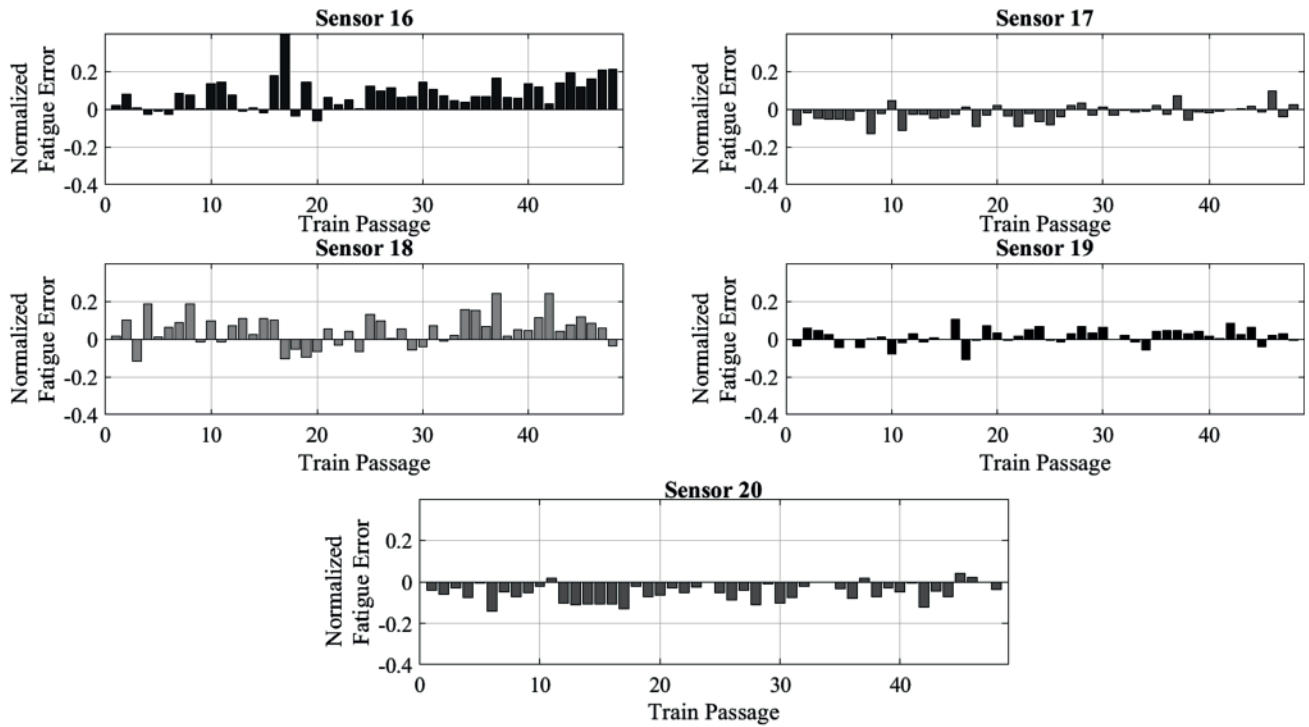 Sensor 16
Normalized
Fatigue Error
0.2
0
-0.2
-0.4
0
10
20
30
40
Train Passage
Sensor 17
Normalized
Fatigue Error
0.2
0
-0.2
-0.4
0
10
20
30
40
Train Passage
Sensor 18
Normalized
Fatigue Error
0.2
0
-0.2
-0.4
0
10
20
30
40
Train Passage
Sensor 19
Normalized
Fatigue Error
0.2
0
-0.2
-0.4
0
10
20
30
40
Train Passage
Sensor 20
Normalized
Fatigue Error
0.2
0
-0.2
-0.4
0
10
20
30
40
Train Passage